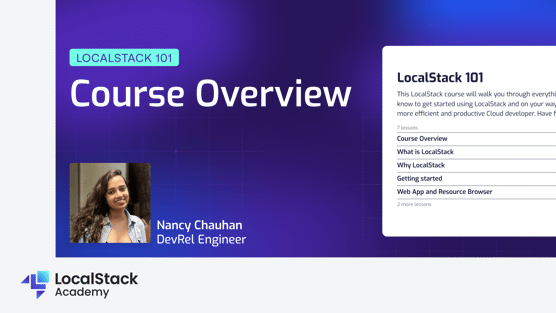 LOCALSTACK 101
Course Overview
Nancy Chauhan
DevRel Engineer
LocalStack 101
This LocalStack course will walk you through
know to get started using LocalStack and on your
more efficient and productive Cloud developer. Have
7 lessons
Course Overview
What is LocalStack
Why LocalStack
Getting started
Web App and Resource Browser
2 more lessons
LocalStack
Academy